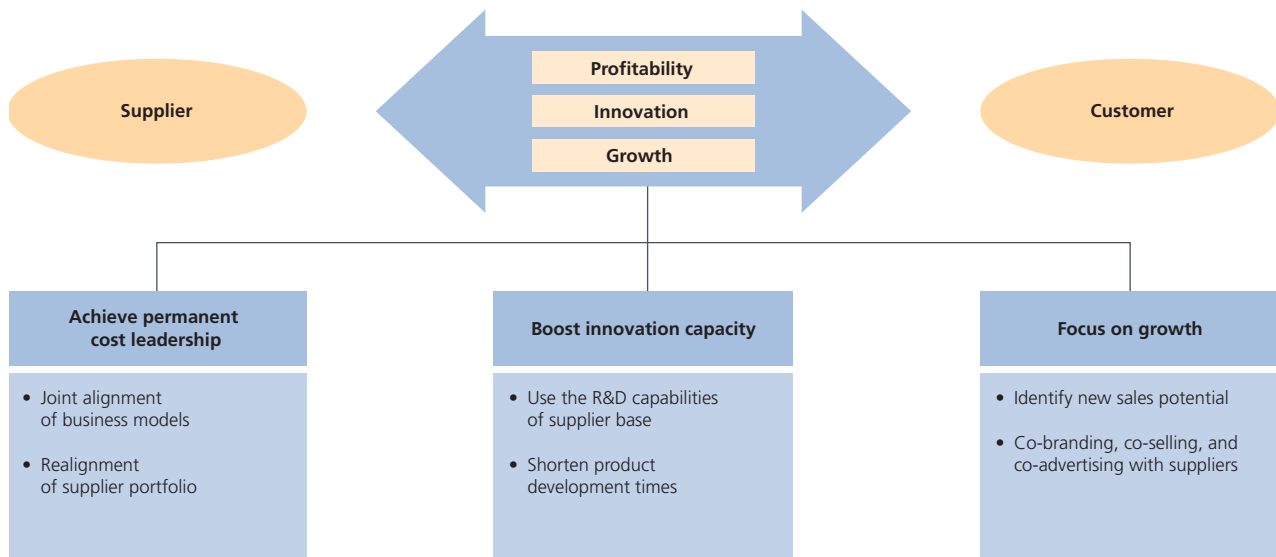 Supplier
Profitability
Innovation
Growth
Customer
Achieve permanent
cost leadership
• Joint alignment
of business models
• Realignment
of supplier portfolio
Boost innovation capacity
• Use the R&D capabilities
of supplier base
• Shorten product
development times
Focus on growth
• Identify new sales potential
• Co-branding, co-selling, and
co-advertising with suppliers